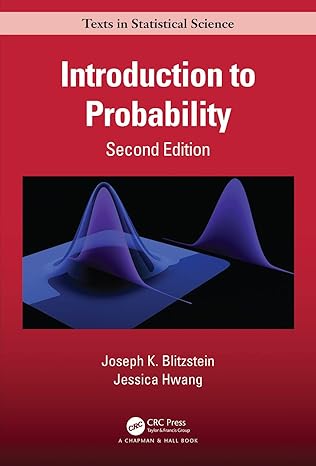 Texts in Statistical Science
Introduction to
Probability
Second Edition
Joseph K. Blitzstein
Jessica Hwang
CRC
CRC Press
Taylor & Francis Group
A CHAPMAN & HALL BOOK